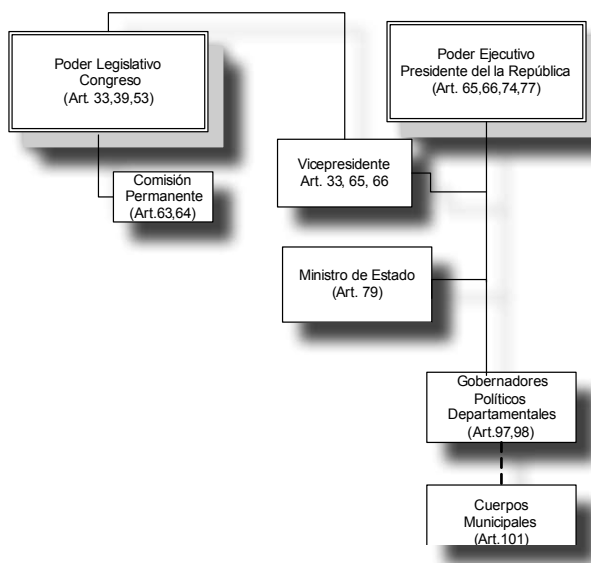 Poder Legislativo
Congreso
(Art. 33,39,53)
Poder Ejecutivo
Presidente del la República
(Art. 65,66,74,77)
Vicepresidente
Art. 33, 65, 66
Comisión
Permanente
(Art.63,64)
Ministro de Estado
(Art. 79)
Gobernadores
Políticos
Departamentales
(Art.97,98)
Cuerpos
Municipales
(Art.101)